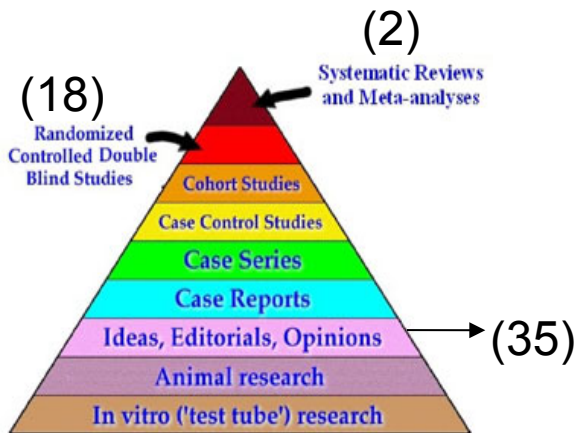 (2)
Systematic Reviews
and Meta-analyses
(18)
Randomized
Controlled Double
Blind Studies
Cohort Studies
Case Control Studies
Case Series
Case Reports
Ideas, Editorials, Opinions
(35)
Animal research
In vitro ('test tube') research